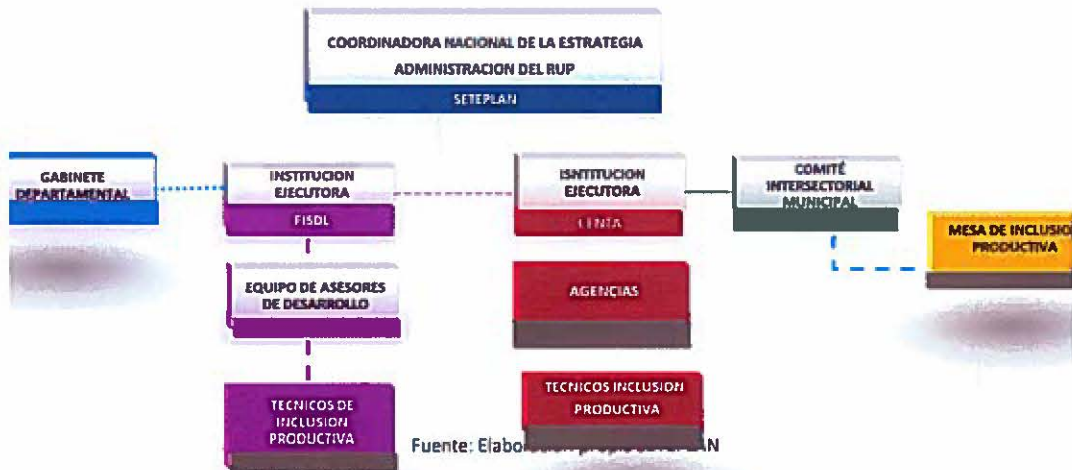 COORDINADORA NACIONAL DE LA ESTRATEGIA
ADMINISTRACION DEL RUP
SETEPLAN
GABINETE
DEPARTAMENTAL
INSTITUCION
EJECUTORA
FISDL
ISNTITUCION
EJECUTORA
CENTA
COMITÉ
INTERSECTORIAL
MUNICIPAL
MESA DE INCLUSIO
PRODUCTIVA
EQUIPO DE ASESORES
DE DESARROLLO
AGENCIAS
TECNICOS DE
INCLUSION
PRODUCTIVA
TECNICOS INCLUSION
PRODUCTIVA
Fuente: